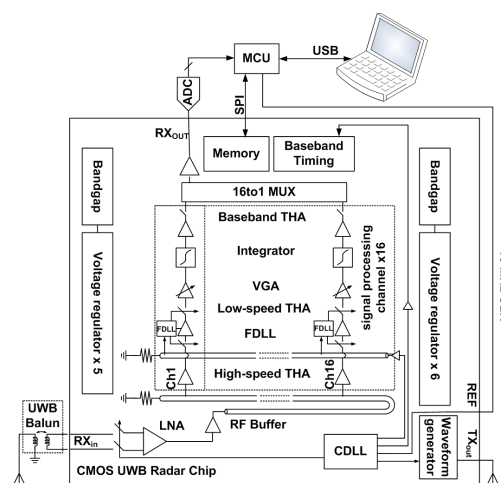 MCU
USB
ADC
SPI
RXOUT
Memory
Baseband
Timing
16to1 MUX
Bandgap
Bandgap
Baseband THA
Integrator
VGA
Low-speed THA
FDLL
FDLL
FDLL
High-speed THA
Ch1
Ch16
signal processing
channel x16
Voltage regulator x 5
Voltage regulator x 6
REF
UWB
Balun
LNA
RF Buffer
RXin
CDLL
Waveform
generator
TXout
CMOS UWB Radar Chip